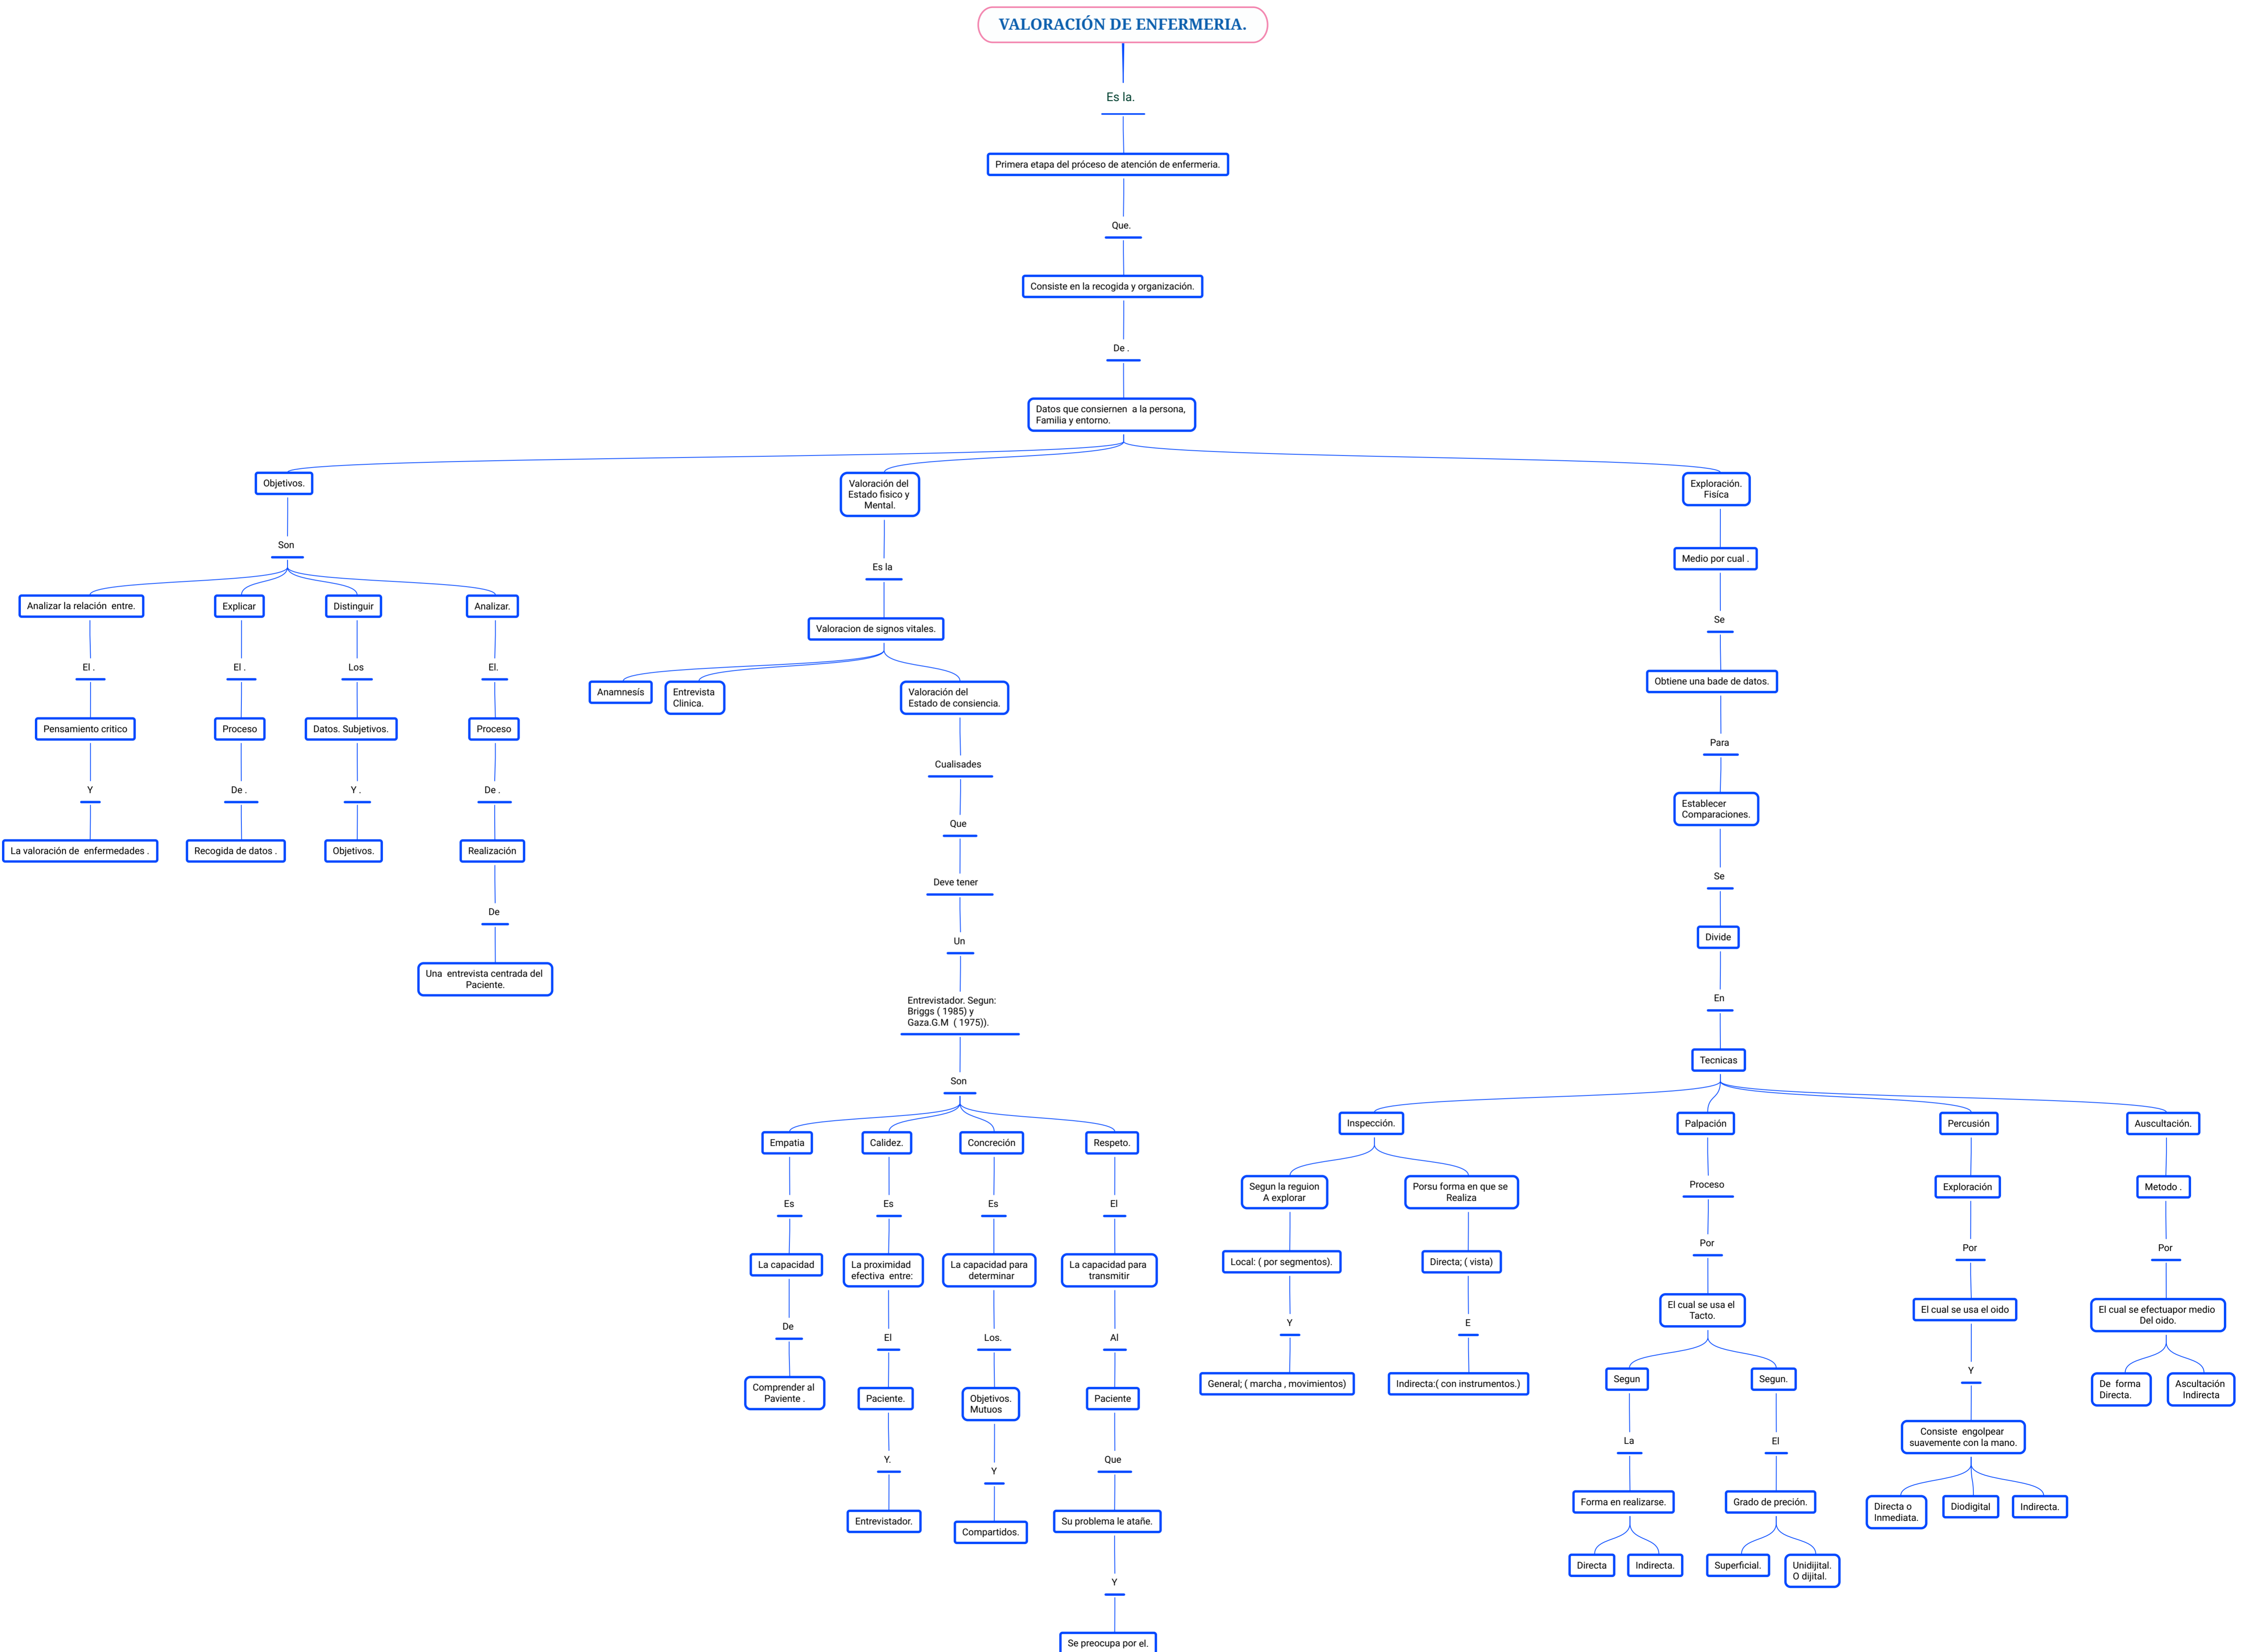 VALORACIÓN DE ENFERMERIA.
Es la.
Primera etapa del próceso de atención de enfermeria.
Que.
Consiste en la recogida y organización.
De .
Datos que consiernen a la persona,
Familia y entorno.
Objetivos.
Son
Analizar la relación entre.
El .
Pensamiento critico
Y
La valoración de enfermedades .
Explicar
El .
Proceso
De .
Recogida de datos .
Distinguir
Los
Datos. Subjetivos.
Y .
Objetivos.
Analizar.
El.
Proceso
De .
Realización
De
Una entrevista centrada del
Paciente.
Valoración del
Estado fisico y
Mental.
Es la
Valoracion de signos vitales.
Anamnesís
Entrevista
Clinica.
Valoración del
Estado de consiencia.
Cualisades
Que
Deve tener
Un
Entrevistador. Segun:
Briggs ( 1985) y
Gaza.G.M ( 1975)).
Son
Empatia
Es
La capacidad
De
Comprender al
Paviente .
Calidez.
Es
La proximidad
efectiva entre:
El
Paciente.
Y.
Entrevistador.
Concreción
Es
La capacidad para
determinar
Los.
Objetivos.
Mutuos
Y
Compartidos.
Respeto.
El
La capacidad para
transmitir
Al
Paciente
Que
Su problema le atañe.
Y
Se preocupa por el.
Exploración.
Fisíca
Medio por cual .
Se
Obtiene una bade de datos.
Para
Establecer
Comparaciones.
Se
Divide
En
Tecnicas
Inspección.
Segun la reguion
A explorar
Local: ( por segmentos).
Y
General; ( marcha , movimientos)
Porsu forma en que se
Realiza
Directa; ( vista)
E
Indirecta:( con instrumentos.)
Palpación
Proceso
Por
El cual se usa el
Tacto.
Segun
La
Forma en realizarse.
Directa
Indirecta.
Segun.
El
Grado de preción.
Superficial.
Unidijital.
O dijital.
Percusión
Exploración
Por
El cual se usa el oido
Y
Consiste engolpear
suavemente con la mano.
Directa o
Inmediata.
Diodigital
Indirecta.
Auscultación.
Metodo .
Por
El cual se efectuapor medio
Del oido.
De forma
Directa.
Ascultación
Indirecta